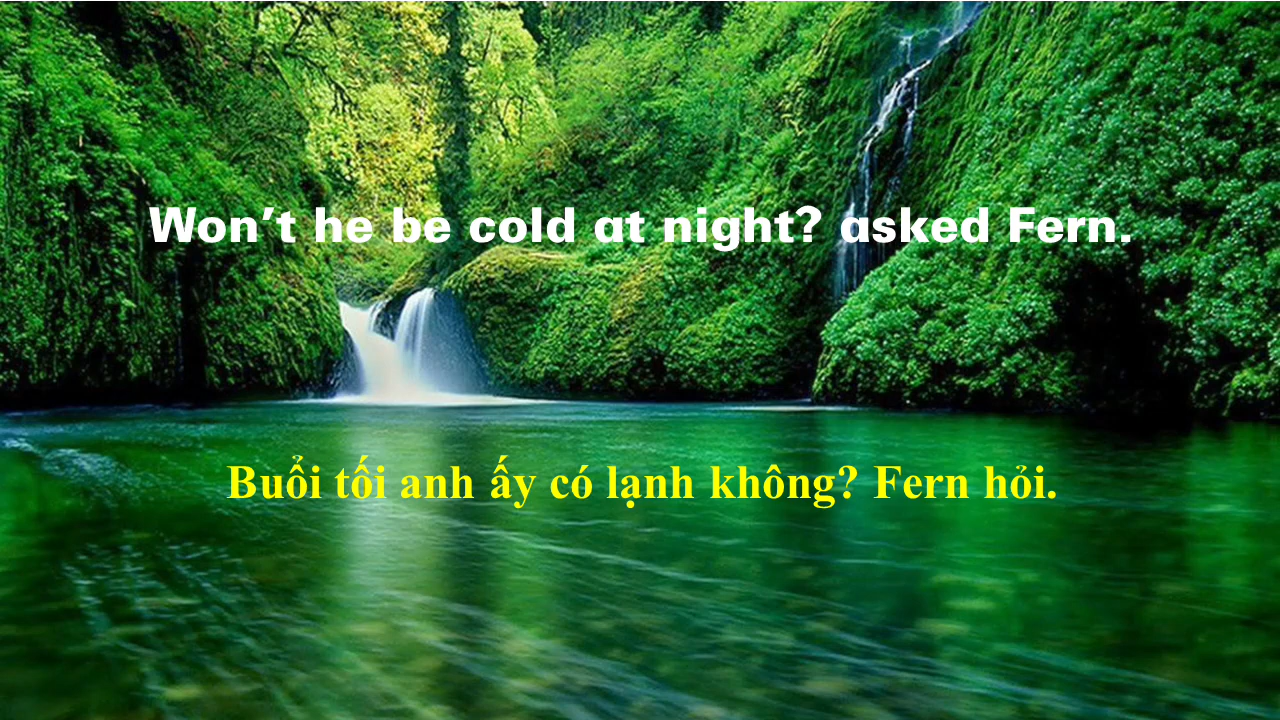 Won’t he be cold at night? asked Fern.
Buổi tối anh ấy có lạnh không? Fern hỏi.